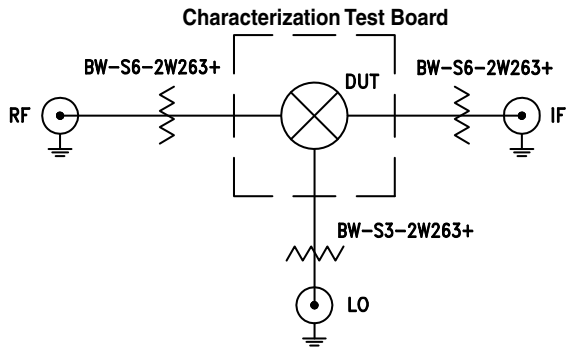 Characterization Test Board
BW-S6-2W263+
BW-S6-2W263+
DUT
RF
IF
BW-S3-2W263+
LO